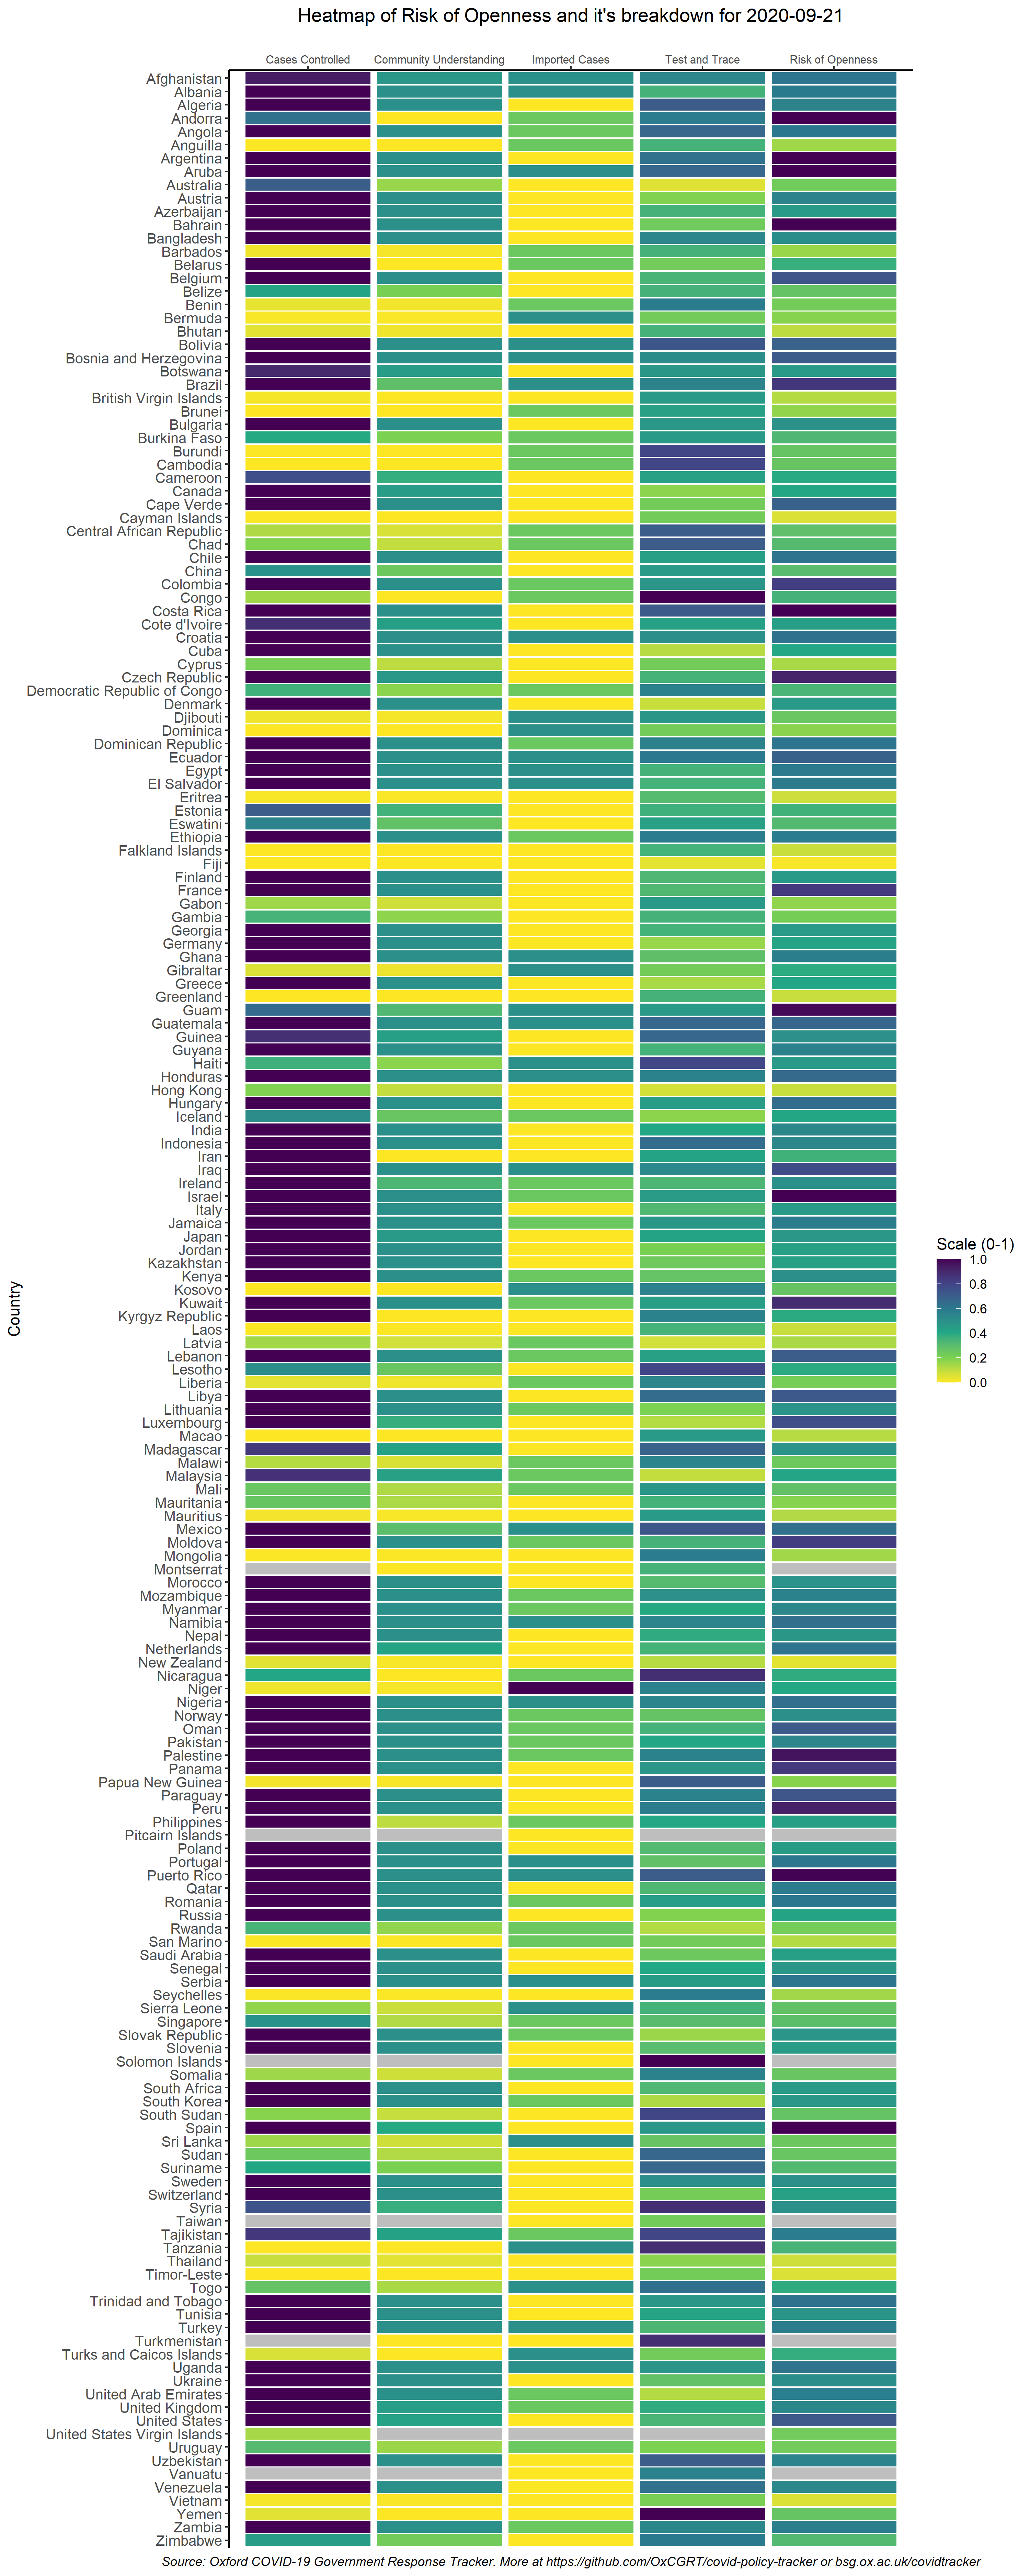 Heatmap of Risk of Openness and it's breakdown for 2020-09-21
Cases Controlled Community Understanding Imported Cases Test and Trace Risk of Openness
Afghanistan
Albania
Algeria
Andorra
Angola
Anguilla
Argentina
Aruba
Australia
Austria
Azerbaijan
Bahrain
Bangladesh
Barbados
Belarus
Belgium
Belize
Benin
Bermuda
Bhutan
Bolivia
Bosnia and Herzegovina
Botswana
Brazil
British Virgin Islands
Brunei
Bulgaria
Burkina Faso
Burundi
Cambodia
Cameroon
Canada
Cape Verde
Cayman Islands
Central African Republic
Chad
Chile
China
Colombia
Congo
Costa Rica
Cote d'Ivoire
Croatia
Cuba
Cyprus
Czech Republic
Democratic Republic of Congo
Denmark
Djibouti
Dominica
Dominican Republic
Ecuador
Egypt
El Salvador
Eritrea
Estonia
Eswatini
Ethiopia
Falkland Islands
Fiji
Finland
France
Gabon
Gambia
Georgia
Germany
Ghana
Gibraltar
Greece
Greenland
Guam
Guatemala
Guinea
Guyana
Haiti
Honduras
Hong Kong
Hungary
Iceland
India
Indonesia
Iran
Iraq
Ireland
Israel
Italy
Jamaica
Japan
Jordan
Kazakhstan
Kenya
Kosovo
Kuwait
Kyrgyz Republic
Laos
Latvia
Lebanon
Lesotho
Liberia
Libya
Lithuania
Luxembourg
Macao
Madagascar
Malawi
Malaysia
Mali
Mauritania
Mauritius
Mexico
Moldova
Mongolia
Montserrat
Morocco
Mozambique
Myanmar
Namibia
Nepal
Netherlands
New Zealand
Nicaragua
Niger
Nigeria
Norway
Oman
Pakistan
Palestine
Panama
Papua New Guinea
Paraguay
Peru
Philippines
Pitcairn Islands
Poland
Portugal
Puerto Rico
Qatar
Romania
Russia
Rwanda
San Marino
Saudi Arabia
Senegal
Serbia
Seychelles
Sierra Leone
Singapore
Slovak Republic
Slovenia
Solomon Islands
Somalia
South Africa
South Korea
South Sudan
Spain
Sri Lanka
Sudan
Suriname
Sweden
Switzerland
Syria
Taiwan
Tajikistan
Tanzania
Thailand
Timor-Leste
Togo
Trinidad and Tobago
Tunisia
Turkey
Turkmenistan
Turks and Caicos Islands
Uganda
Ukraine
United Arab Emirates
United Kingdom
United States
United States Virgin Islands
Uruguay
Uzbekistan
Vanuatu
Venezuela
Vietnam
Yemen
Zambia
Zimbabwe
Country
Scale (0-1)
1.0
0.8
0.6
0.4
0.2
0.0
Source: Oxford COVID-19 Government Response Tracker. More at https://github.com/OxCGRT/covid-policy-tracker or bsg.ox.ac.uk/covidtracker